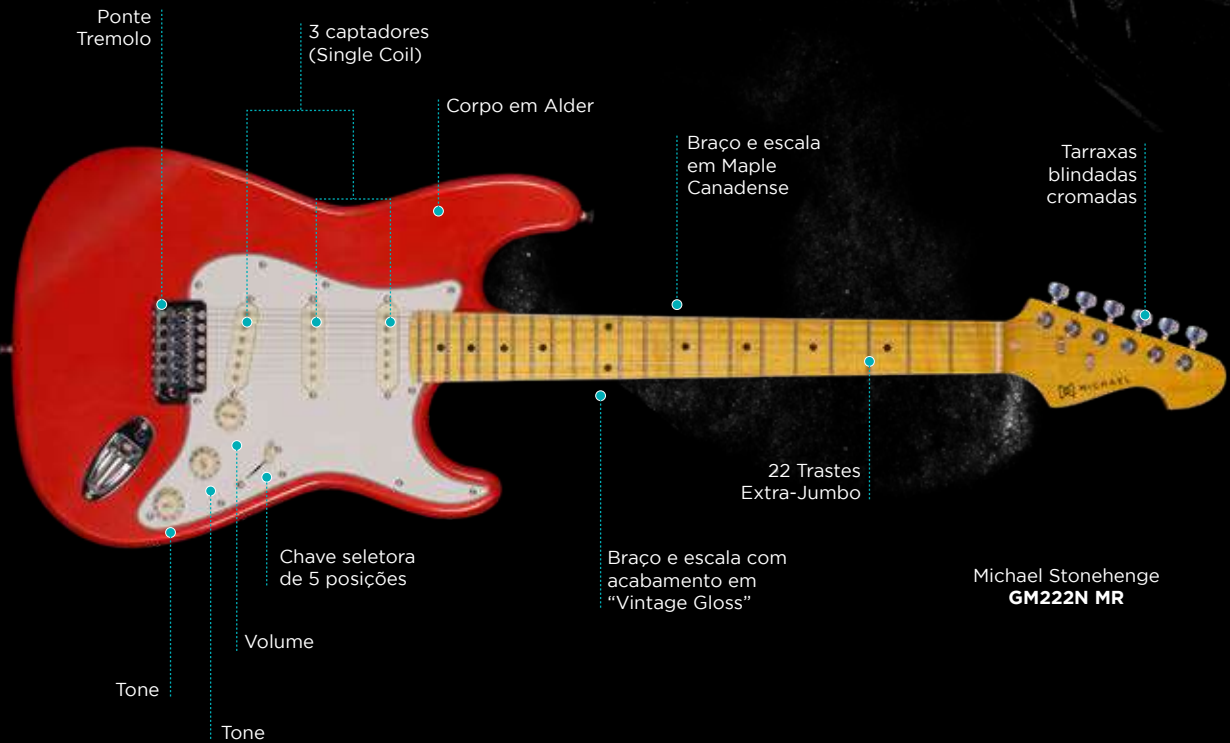 Ponte
Tremolo
3 captadores
(Single Coil)
Corpo em Alder
Braço e escala
em Maple
Canadense
Tarraxas
blindadas
cromadas
MICHAEL
22 Trastes
Extra-Jumbo
Chave seletora
de 5 posições
Braço e escala com
acabamento em
“Vintage Gloss”
Michael Stonehenge
GM222N MR
Volume
Tone
Tone